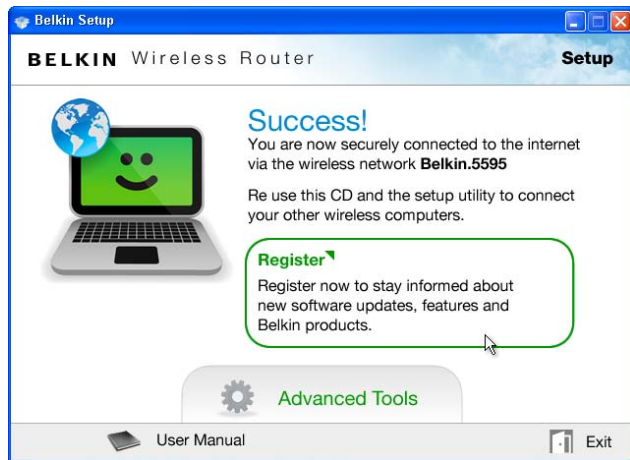 Belkin Setup
BELKIN Wireless Router
Setup
Success!
You are now securely connected to the internet
via the wireless network Belkin.5595
Re use this CD and the setup utility to connect
your other wireless computers.
Register
Register now to stay informed about
new software updates, features and
Belkin products.
Advanced Tools
User Manual
Exit